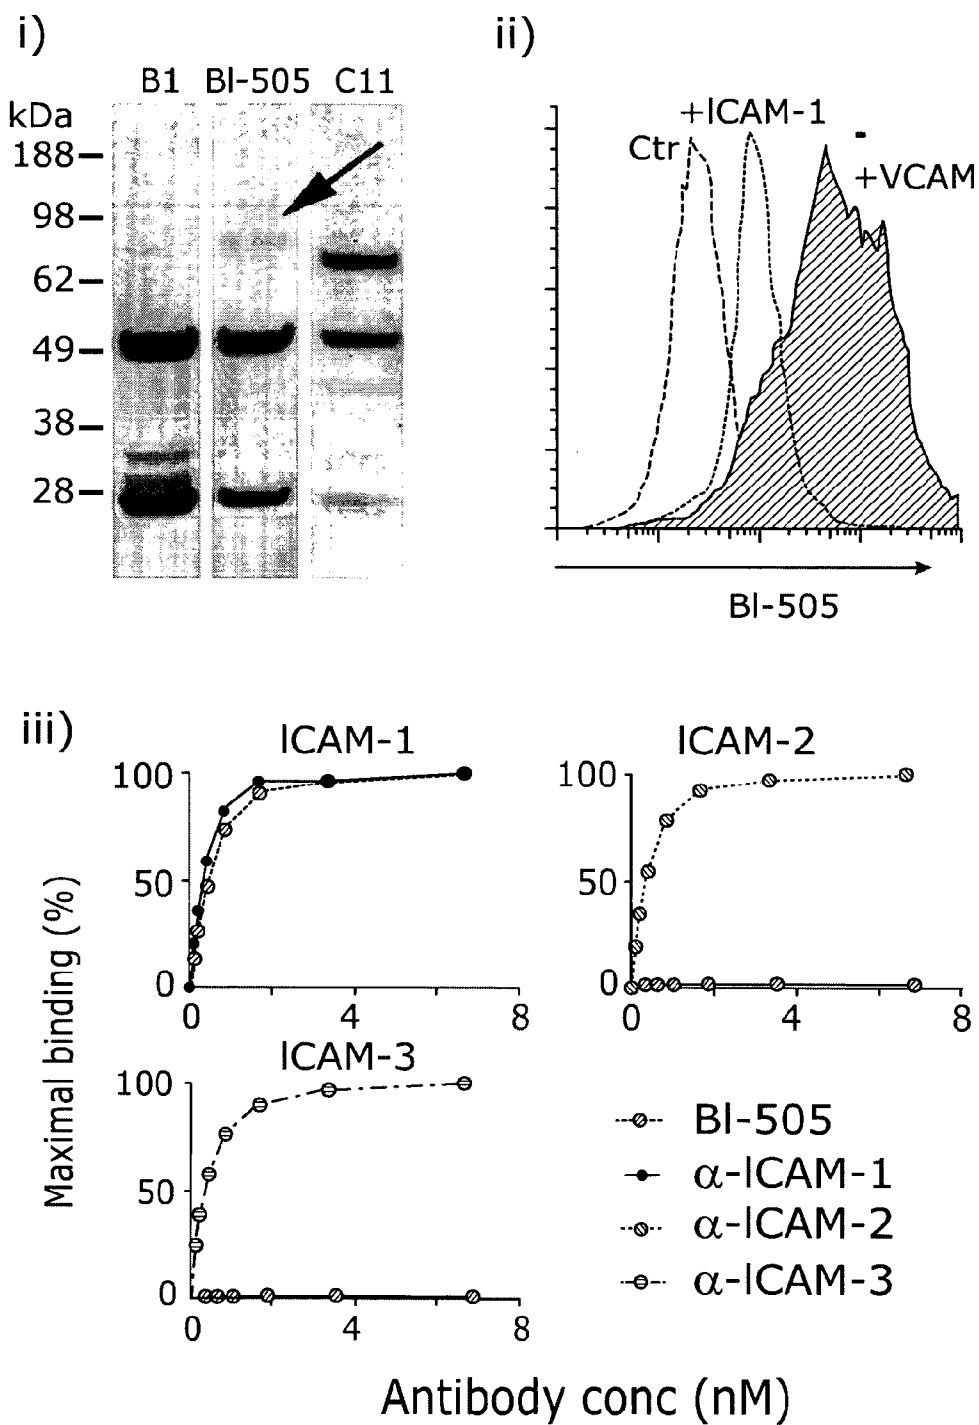 i)
B1 BI-505 C11
kDa
188
98
62
49
38
28
ii)
+ICAM-1
Ctr
-
+VCAM
BI-505
iii)
ICAM-1
100
50
0
0 4 8
ICAM-2
100
50
0
0 4 8
ICAM-3
100
50
0
0 4 8
Maximal binding (%)
BI-505
α-ICAM-1
α-ICAM-2
α-ICAM-3
Antibody conc (nM)